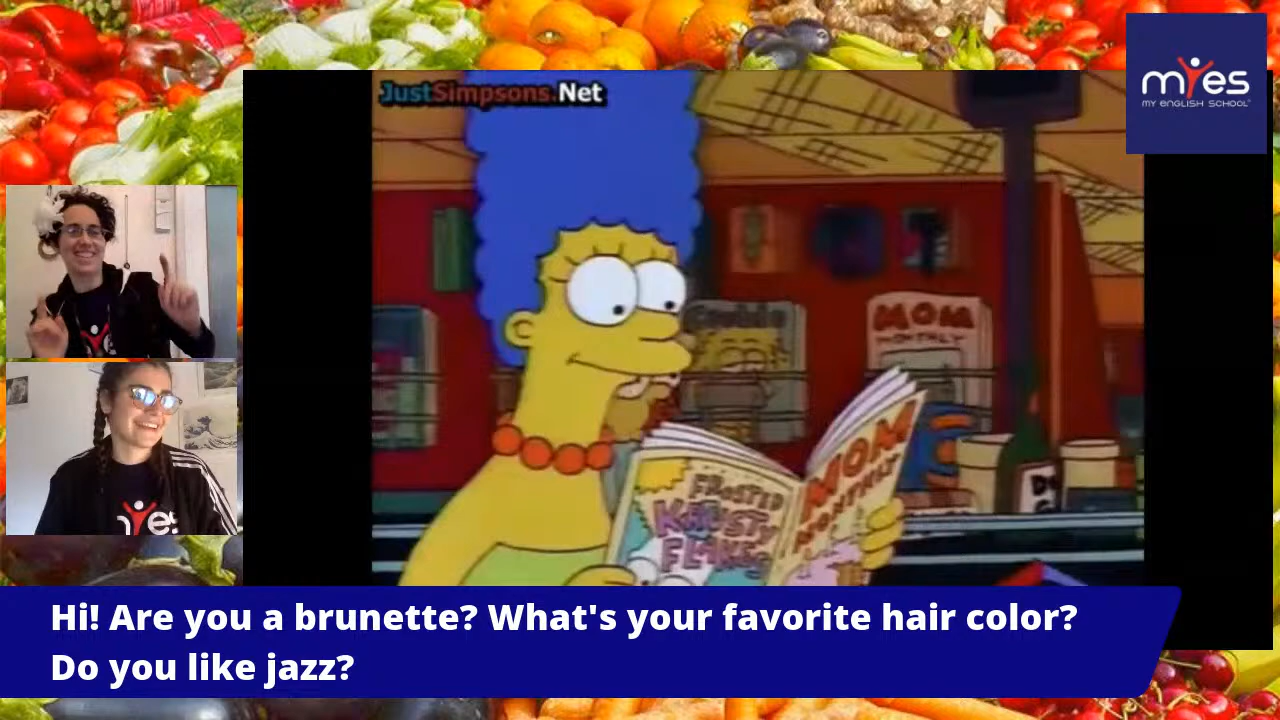 JustSimpsons.Net
myes
MY ENGLISH SCHOOL
MOM
MONTHLY
FROSTED
KRUSTY
FLAKES
MOM
MONTHLY
yes
Hi! Are you a brunette? What's your favorite hair color?
Do you like jazz?